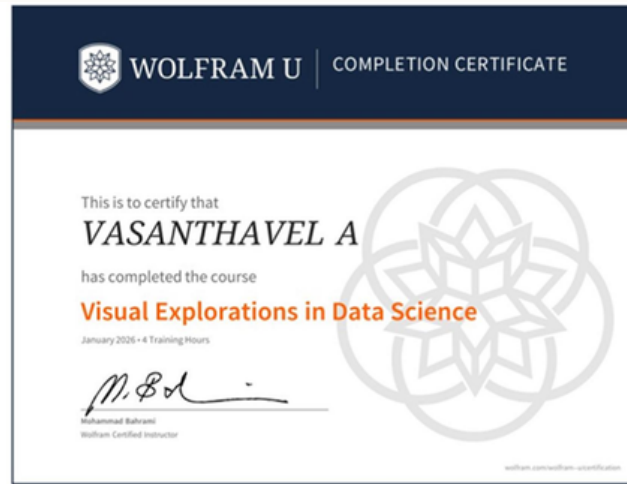 WOLFRAM U | COMPLETION CERTIFICATE
This is to certify that
VASANTHAVEL A
has completed the course
Visual Explorations in Data Science
January 2026 • 4 Training Hours
Mohammad Bahrami
Wolfram Certified Instructor
wolfram.com/wolfram-u/certification